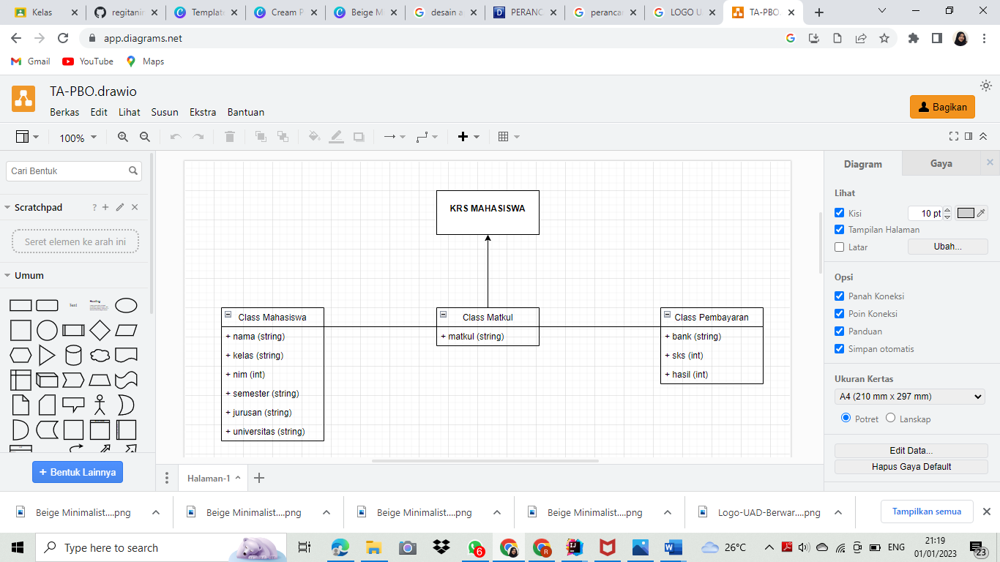 Kelas
regitanir
Template
Cream P
Beige Mi
desain a
PERANC
perancan
LOGO U
TA-PBO.
app.diagrams.net
Gmail
YouTube
Maps
TA-PBO.drawio
Berkas Edit Lihat Susun Ekstra Bantuan
Bagikan
100%
Cari Bentuk
Scratchpad
?
Seret elemen ke arah ini
Umum
Text
Heading
Bentuk Lainnya
KRS MAHASISWA
Class Mahasiswa
+ nama (string)
+ kelas (string)
+ nim (int)
+ semester (string)
+ jurusan (string)
+ universitas (string)
Class Matkul
+ matkul (string)
Class Pembayaran
+ bank (string)
+ sks (int)
+ hasil (int)
Diagram
Gaya
Lihat
Kisi
10 pt
Tampilan Halaman
Latar
Ubah...
Opsi
Panah Koneksi
Poin Koneksi
Panduan
Simpan otomatis
Ukuran Kertas
A4 (210 mm x 297 mm)
Potret
Lanskap
Edit Data...
Hapus Gaya Default
Halaman-1
Beige Minimalist....png
Beige Minimalist....png
Beige Minimalist....png
Beige Minimalist....png
Logo-UAD-Berwar....png
Tampilkan semua
Type here to search
6
R
26°C
ENG
21:19
01/01/2023
23